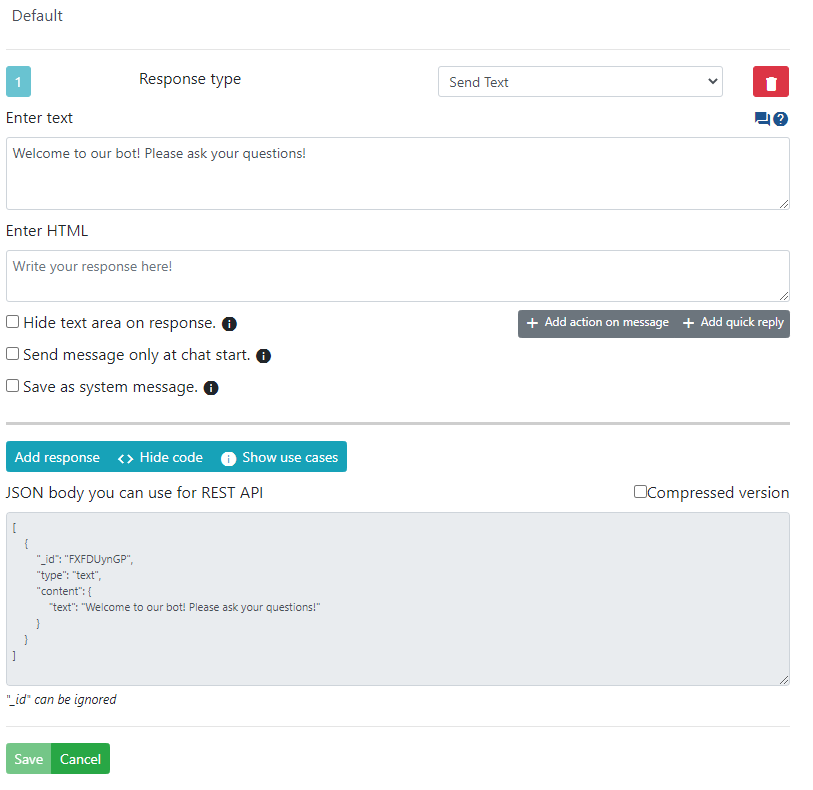 Default
1 Response type Send Text
Enter text
Welcome to our bot! Please ask your questions!
Enter HTML
Write your response here!
Hide text area on response.
+ Add action on message + Add quick reply
Send message only at chat start.
Save as system message.
Add response <> Hide code Show use cases
JSON body you can use for REST API Compressed version
[
{
"_id": "FXFDUynGP",
"type": "text",
"content": {
"text": "Welcome to our bot! Please ask your questions!"
}
}
]
"_id" can be ignored
Save Cancel